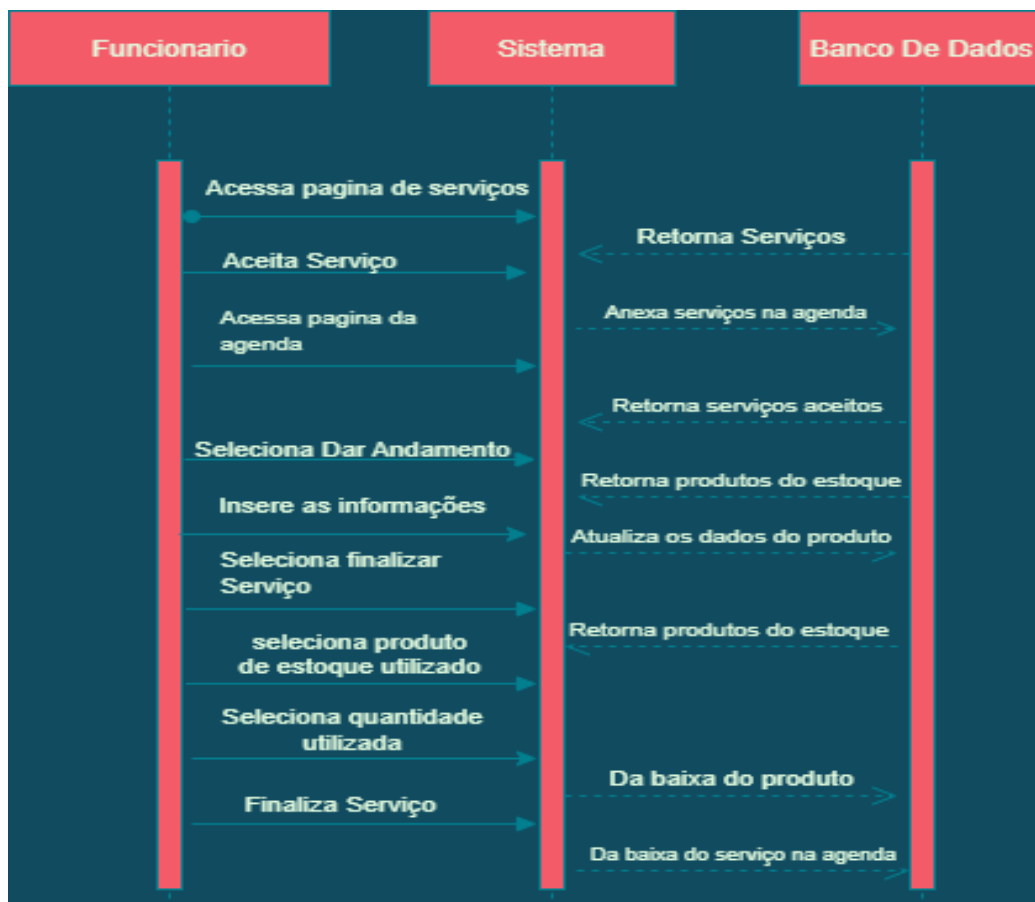 Funcionario
Sistema
Banco De Dados
Acessa pagina de serviços
Retorna Serviços
Aceita Serviço
Anexa serviços na agenda
Acessa pagina da
agenda
Retorna serviços aceitos
Seleciona Dar Andamento
Retorna produtos do estoque
Insere as informações
Atualiza os dados do produto
Seleciona finalizar
Serviço
Retorna produtos do estoque
seleciona produto
de estoque utilizado
Seleciona quantidade
utilizada
Da baixa do produto
Finaliza Serviço
Da baixa do serviço na agenda